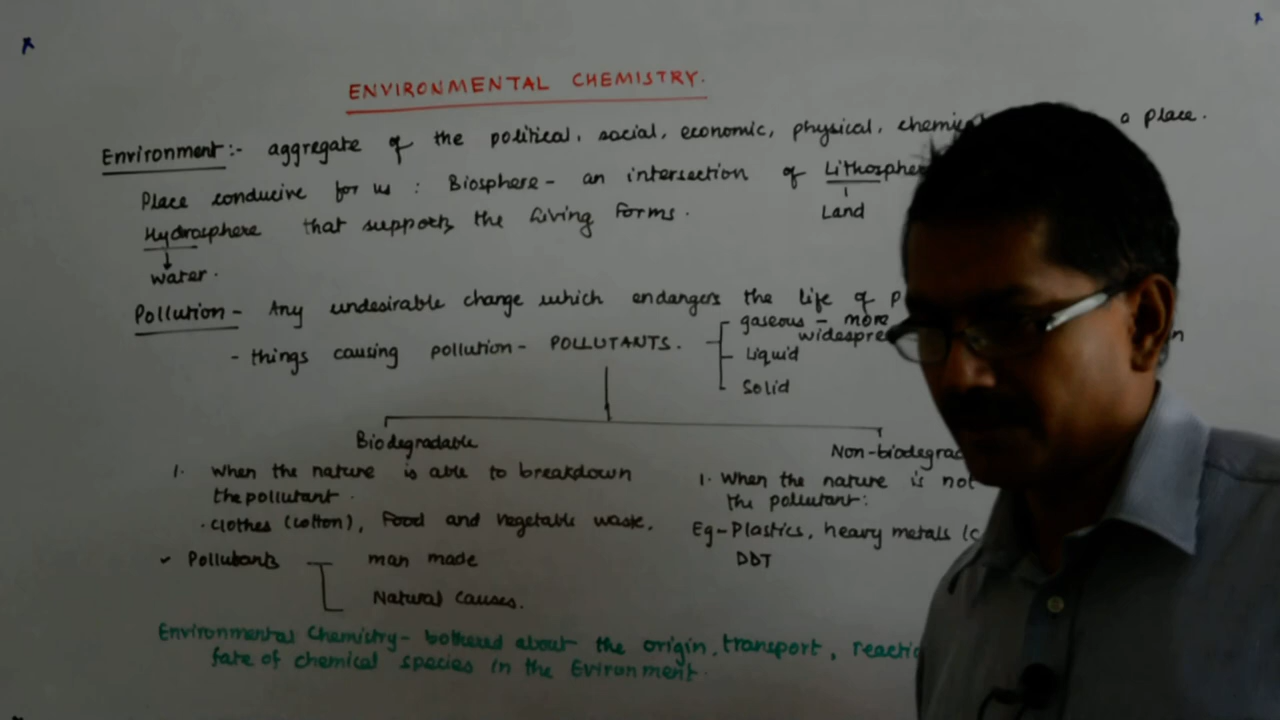 ENVIRONMENTAL CHEMISTRY.
Environment:- aggregate of the political, social, economic, physical, chemic a place.
Place conducive for us : Biosphere - an intersection of Lithospher
Land
Hydrosphere that supports the living forms.
water.
Pollution - Any undesirable change which endangers the life of P
- things causing pollution - POLLUTANTS.
gaseous - more
widespre n
Liquid
Solid
Biodegradable
Non-biodegrad
1. when the nature is able to breakdown
the pollutant.
1. When the nature is not
the pollutant:
. clothes (cotton), Food and vegetable waste.
Eg-Plastics, heavy metals (c
DDT
✓ Pollutants man made
Natural Causes.
Environmental Chemistry- bothered about the origin, transport, reactio
fate of chemical species in the Evironment.